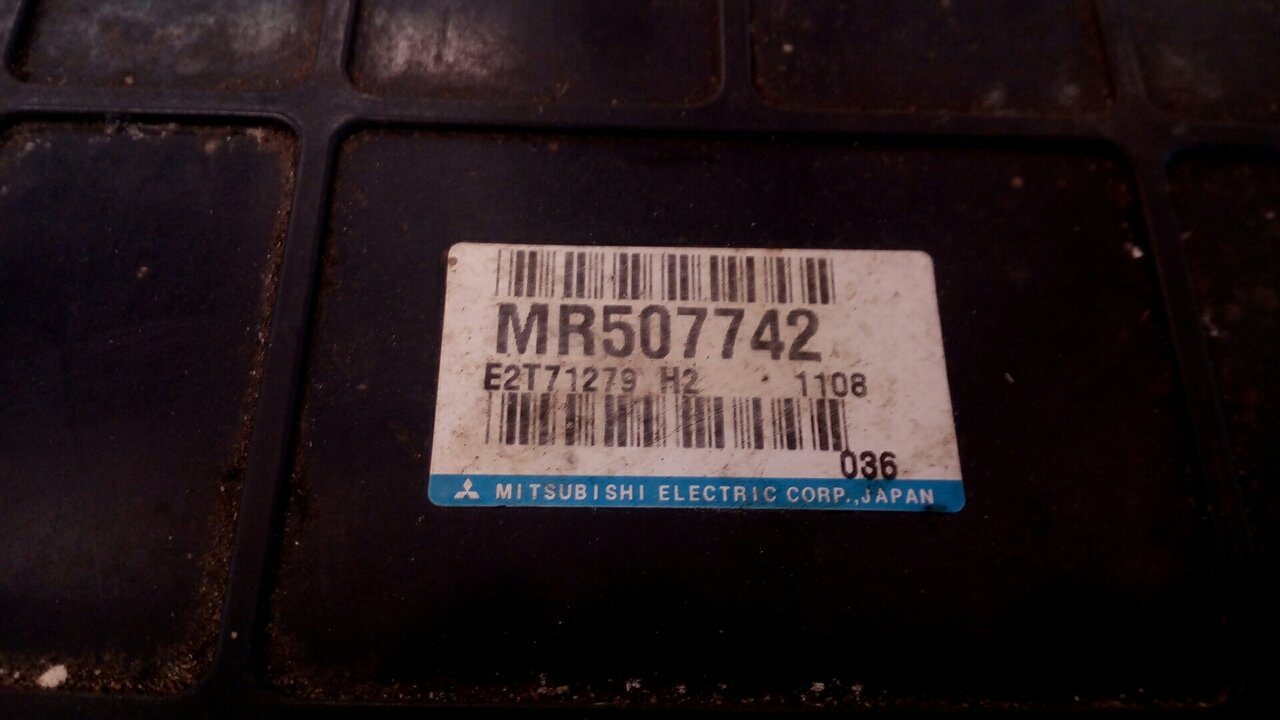 MR507742
E2T71279 H2 1108
036
MITSUBISHI ELECTRIC CORP.,JAPAN